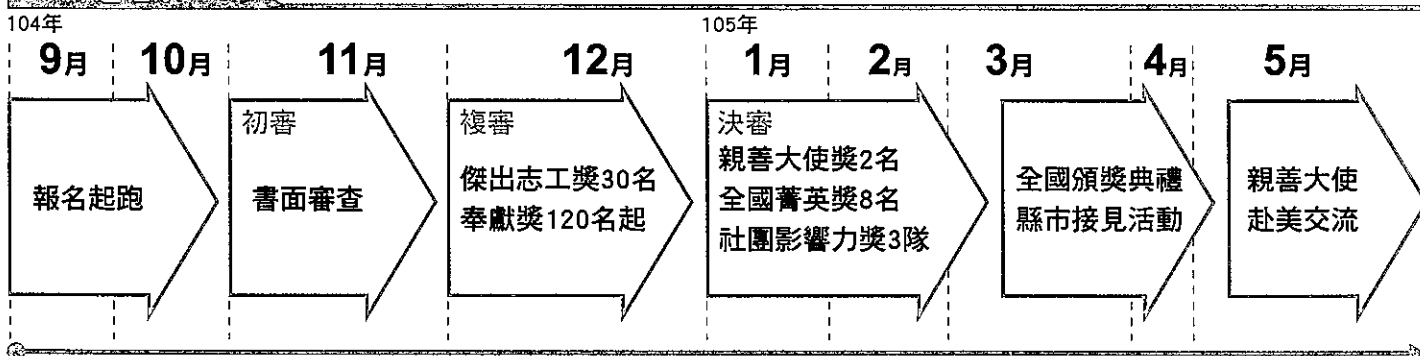 104年
105年
9月 10月 11月 12月 1月 2月 3月 4月 5月
報名起跑
初審
書面審查
複審
傑出志工獎30名
奉獻獎120名起
決審
親善大使獎2名
全國菁英獎8名
社團影響力獎3隊
全國頒獎典禮
縣市接見活動
親善大使
赴美交流